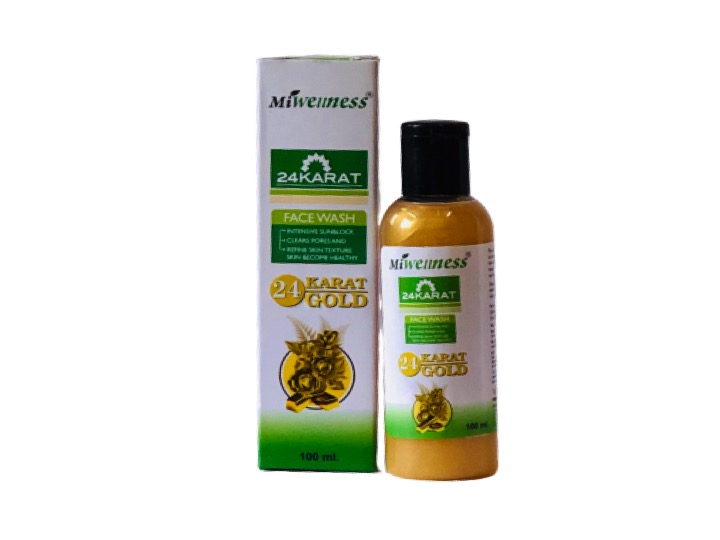 Miwellness®
24KARAT
FACE WASH
INTENSIVE SUNBLOCK
CLEARS PORES AND
REFINE SKIN TEXTURE
SKIN BECOME HEALTHY
24 KARAT
GOLD
100 ml.
Miwellness®
24KARAT
FACE WASH
24 KARAT
GOLD
100 ml.